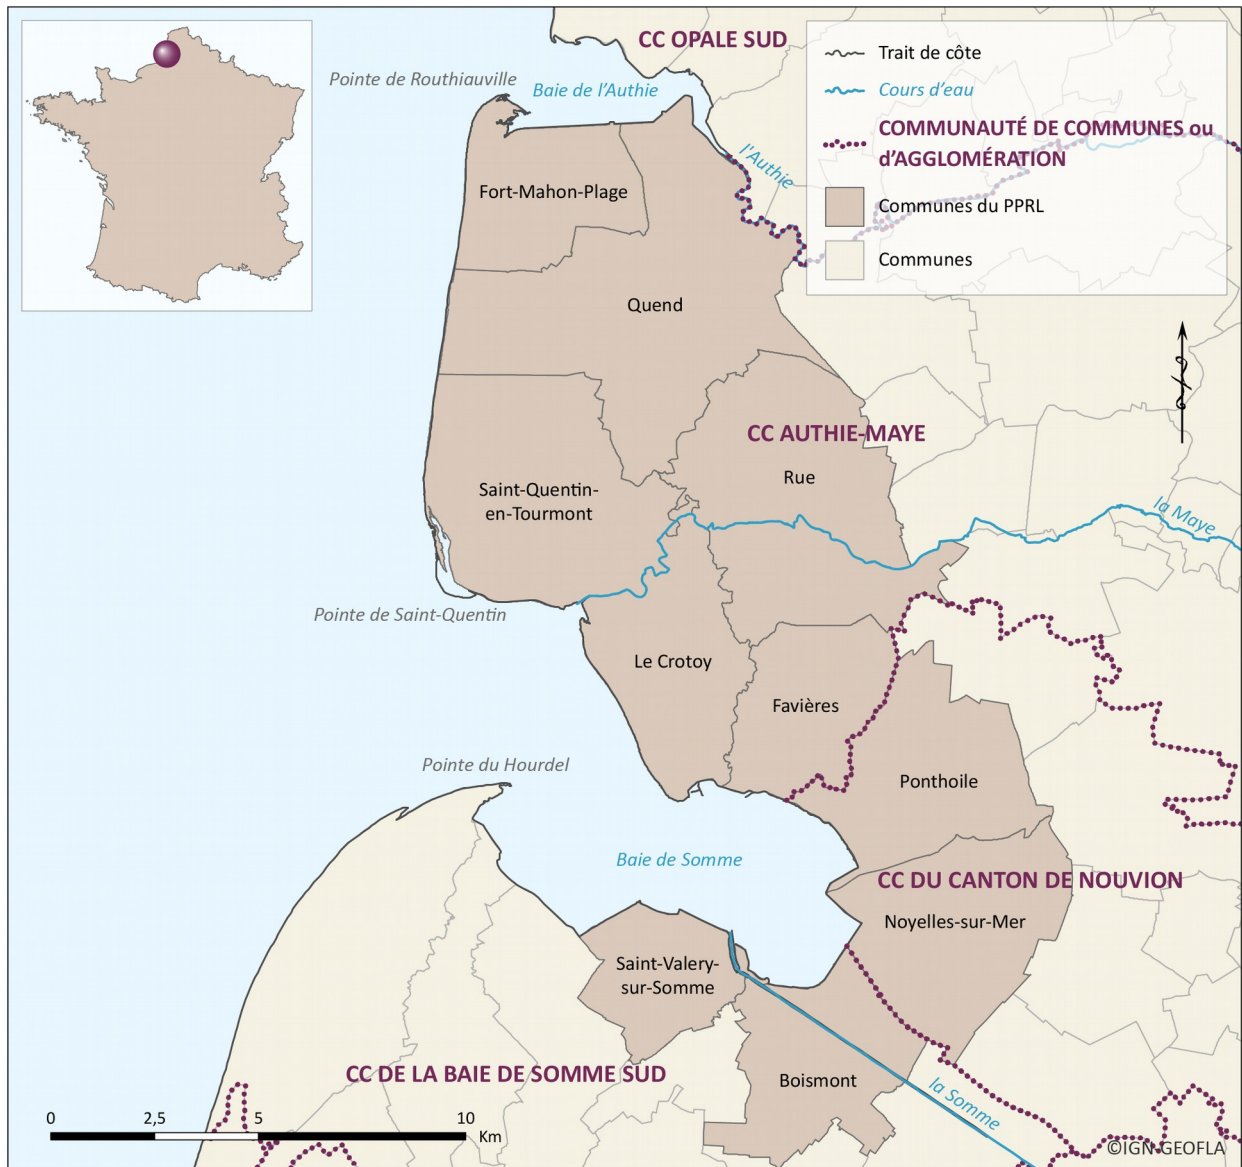 CC OPALE SUD
Trait de côte
Cours d'eau
COMMUNAUTÉ DE COMMUNES ou
d'AGGLOMÉRATION
Communes du PPRL
Communes
Pointe de Routhiauville
Baie de l'Authie
l'Authie
Fort-Mahon-Plage
Quend
CC AUTHIE-MAYE
Rue
Saint-Quentin-
en-Tourmont
la Maye
Pointe de Saint-Quentin
Le Crotoy
Favières
Pointe du Hourdel
Ponthoile
Baie de Somme
CC DU CANTON DE NOUVION
Noyelles-sur-Mer
Saint-Valery-
sur-Somme
CC DE LA BAIE DE SOMME SUD
Boismont
la Somme
0 2,5 5 10
Km
©IGN-GEOFLA